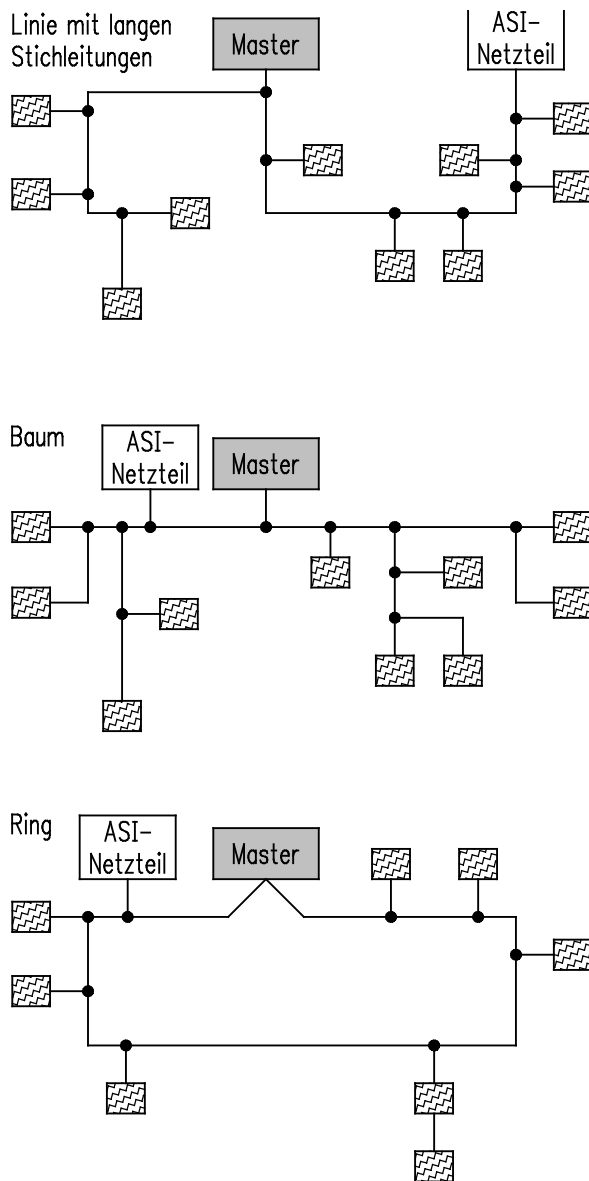 Linie mit langen
Stichleitungen
Master
ASI-
Netzteil
Baum
ASI-
Netzteil
Master
Ring
ASI-
Netzteil
Master